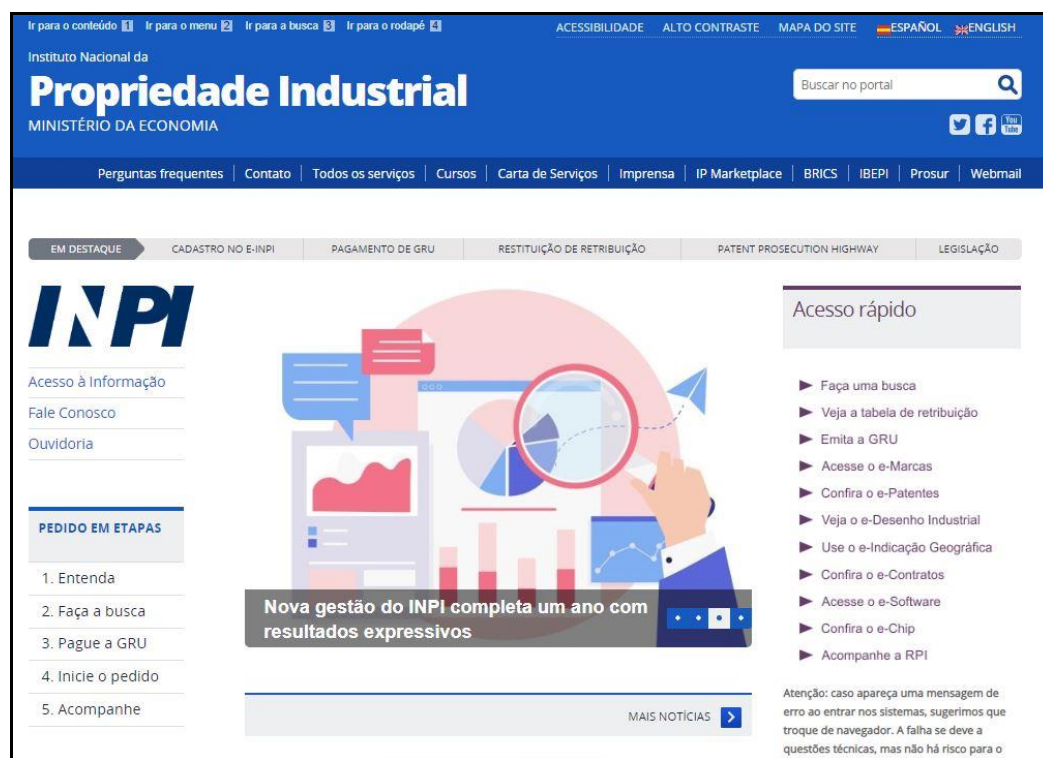 Ir para o conteúdo 1 Ir para o menu 2 Ir para a busca 3 Ir para o rodapé 4
ACESSIBILIDADE ALTO CONTRASTE MAPA DO SITE ESPAÑOL ENGLISH
Instituto Nacional da
Propriedade Industrial
MINISTÉRIO DA ECONOMIA
Buscar no portal
You Tube
Perguntas frequentes Contato Todos os serviços Cursos Carta de Serviços Imprensa IP Marketplace BRICS IBEPI Prosur Webmail
EM DESTAQUE CADASTRO NO E-INPI PAGAMENTO DE GRU RESTITUIÇÃO DE RETRIBUIÇÃO PATENT PROSECUTION HIGHWAY LEGISLAÇÃO
INPI
Acesso à Informação
Fale Conosco
Ouvidoria
PEDIDO EM ETAPAS
1. Entenda
2. Faça a busca
3. Pague a GRU
4. Inicie o pedido
5. Acompanhe
Nova gestão do INPI completa um ano com
resultados expressivos
MAIS NOTÍCIAS
Acesso rápido
Faça uma busca
Veja a tabela de retribuição
Emita a GRU
Acesse o e-Marcas
Confira o e-Patentes
Veja o e-Desenho Industrial
Use o e-Indicação Geográfica
Confira o e-Contratos
Acesse o e-Software
Confira o e-Chip
Acompanhe a RPI
Atenção: caso apareça uma mensagem de
erro ao entrar nos sistemas, sugerimos que
troque de navegador. A falha se deve a
questões técnicas, mas não há risco para o